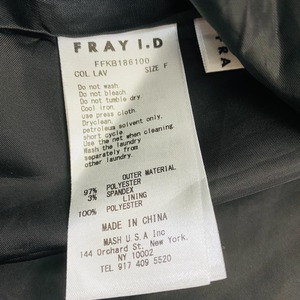 FRAY I.D
FFKB186100
COL LAV SIZE F
Do not wash.
Do not bleach.
Do not tumble dry.
Cool iron.
use press cloth.
Dryclean.
petroleum solvent only.
short cycle.
Use the net when cleaning
Wash the laundry
separately from
other laundry.
OUTER MATERIAL
97% POLYESTER
3% SPANDEX
LINING
100% POLYESTER
MADE IN CHINA
MASH U.S.A Inc
144 Orchard St, New York.
NY 10002
TEL 917 409 5520
FRA